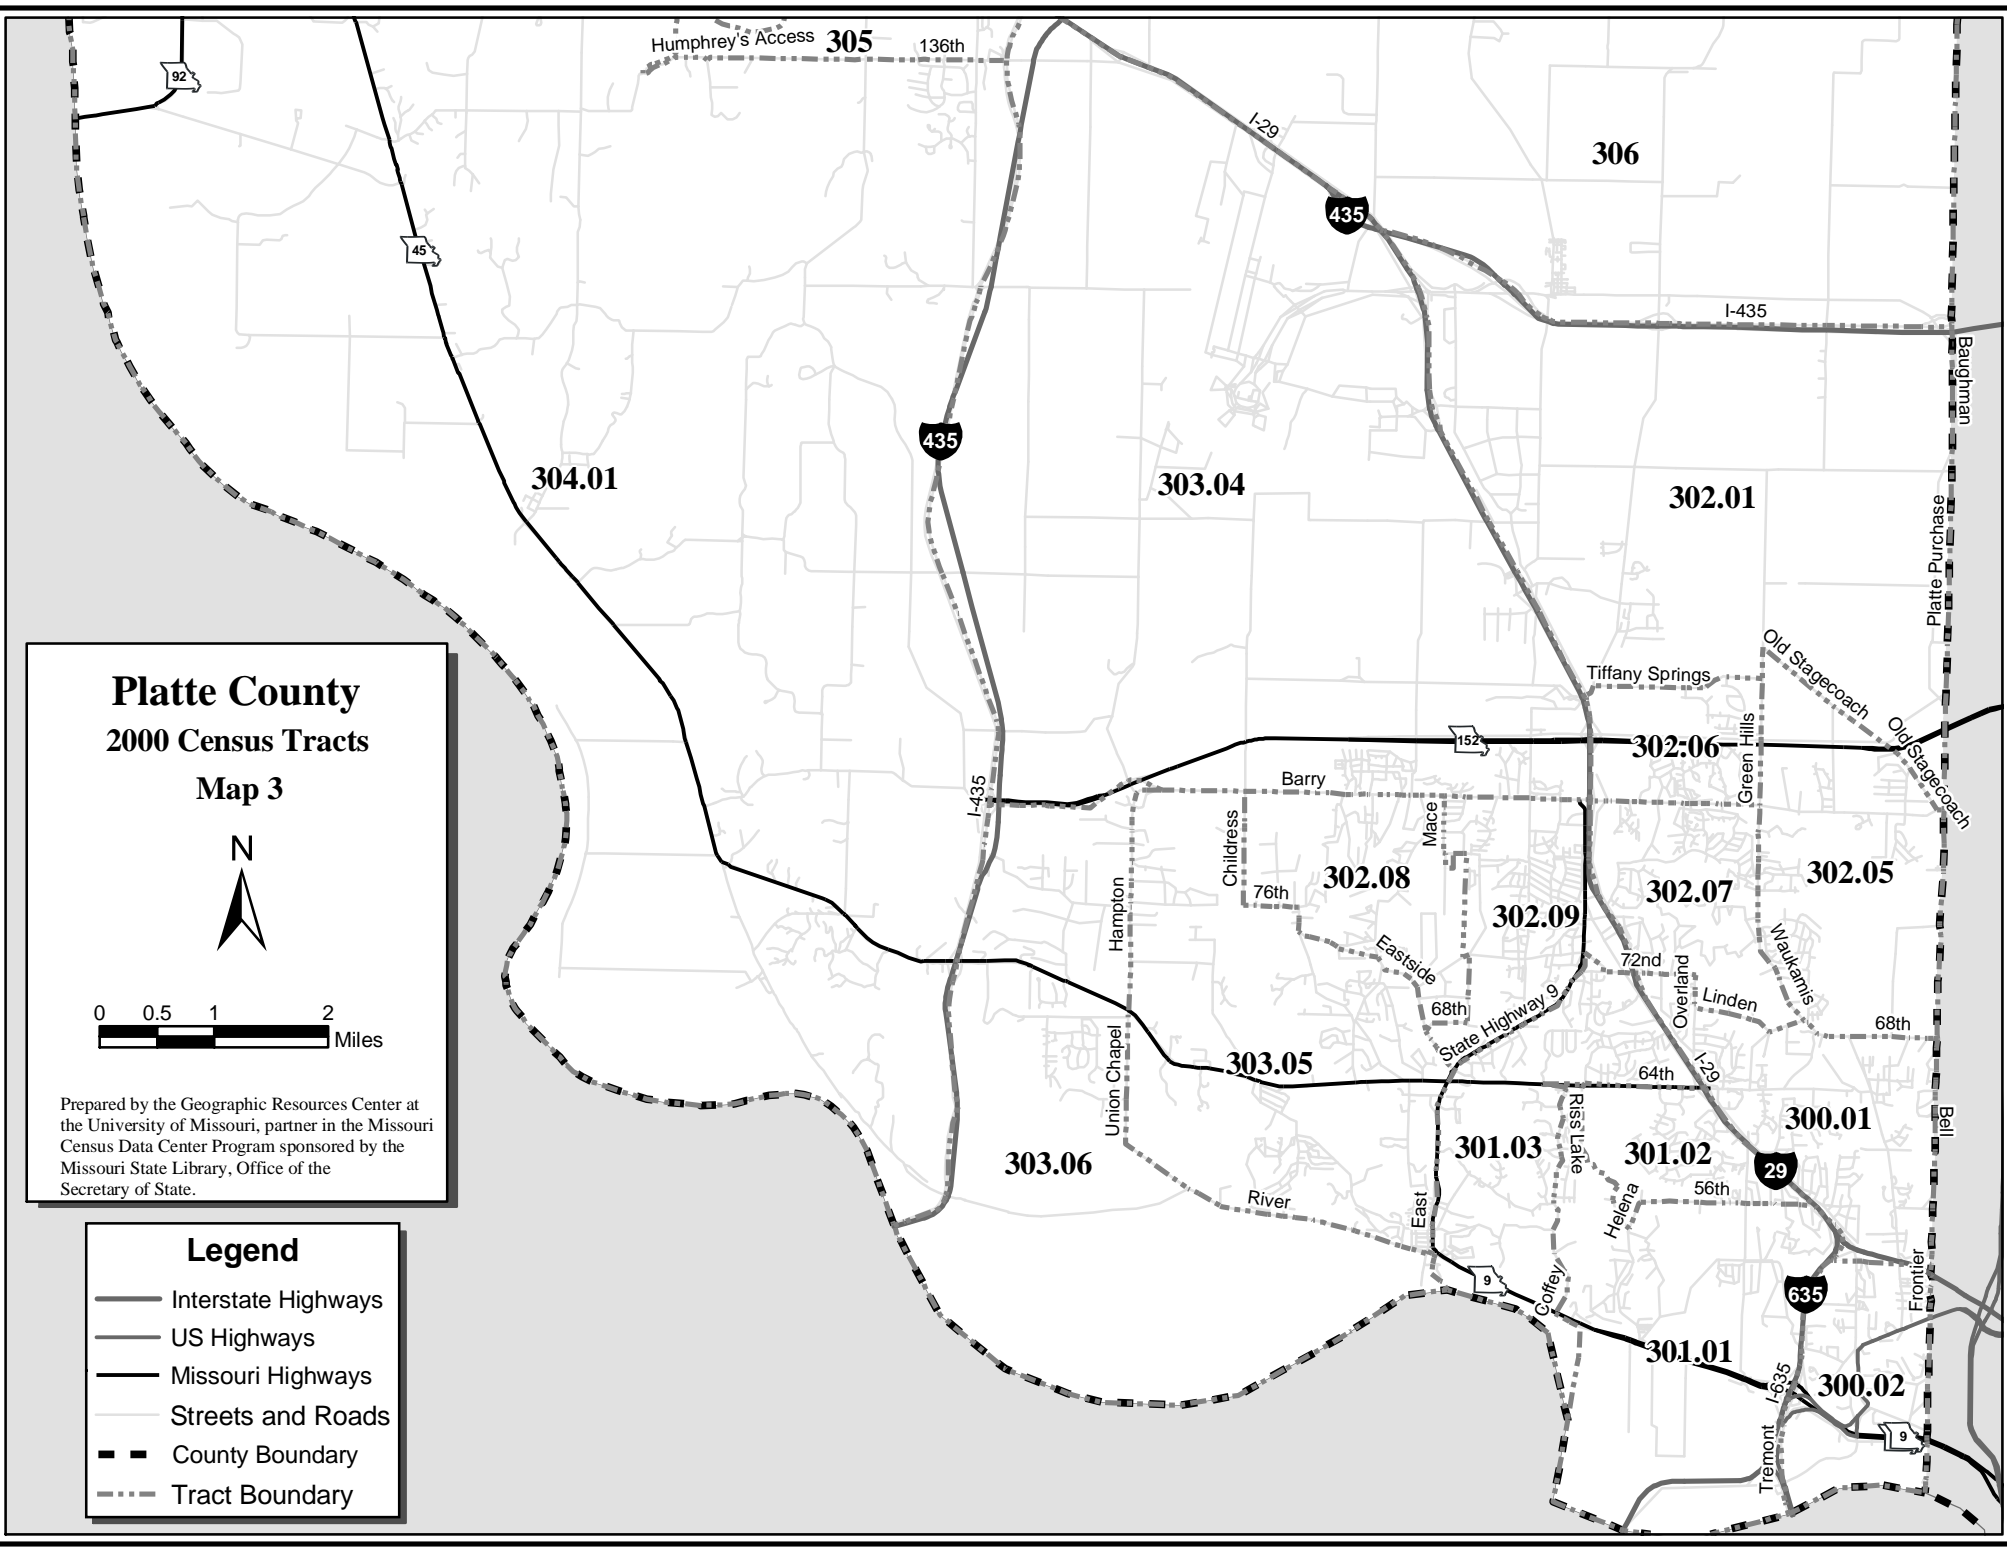 Humphrey's Access
305
136th
92
I-29
306
435
45
I-435
Baughman
435
304.01
303.04
302.01
Platte Purchase
Platte County
2000 Census Tracts
Map 3
N
0 0.5 1 2
Miles
Prepared by the Geographic Resources Center at
the University of Missouri, partner in the Missouri
Census Data Center Program sponsored by the
Missouri State Library, Office of the
Secretary of State.
Tiffany Springs
Old Stagecoach
Old Stagecoach
Green Hills
152
302.06
I-435
Barry
Mace
Childress
302.08
76th
Hampton
302.09
302.07
302.05
Eastside
72nd
Overland
Waukamis
Linden
68th
68th
State Highway 9
Union Chapel
303.05
64th
I-29
Riss Lake
300.01
Bell
301.03
301.02
303.06
29
56th
Helena
River
East
9
Coffey
635
Frontier
301.01
I-635
300.02
9
Tremont
Legend
Interstate Highways
US Highways
Missouri Highways
Streets and Roads
County Boundary
Tract Boundary